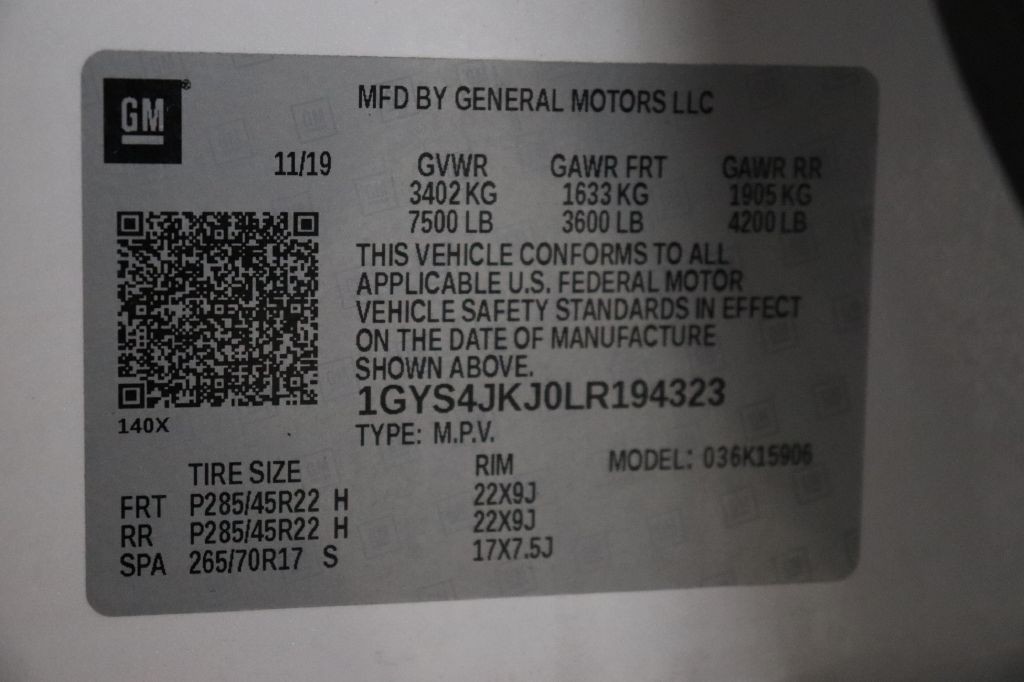 GM
MFD BY GENERAL MOTORS LLC
11/19 GVWR GAWR FRT GAWR RR
3402 KG 1633 KG 1905 KG
7500 LB 3600 LB 4200 LB
THIS VEHICLE CONFORMS TO ALL
APPLICABLE U.S. FEDERAL MOTOR
VEHICLE SAFETY STANDARDS IN EFFECT
ON THE DATE OF MANUFACTURE
SHOWN ABOVE.
1GYS4JKJ0LR194323
140X
TYPE: M.P.V.
TIRE SIZE RIM MODEL: 036K15906
FRT P285/45R22 H 22X9J
RR P285/45R22 H 22X9J
SPA 265/70R17 S 17X7.5J